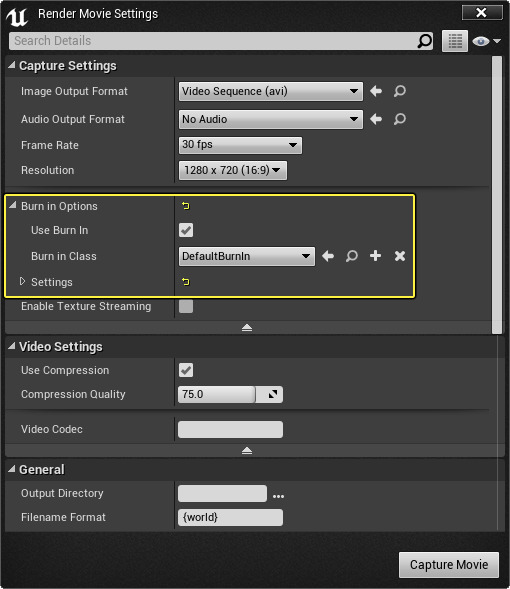 Render Movie Settings
Search Details
Capture Settings
Image Output Format Video Sequence (avi)
Audio Output Format No Audio
Frame Rate 30 fps
Resolution 1280 x 720 (16:9)
Burn in Options
Use Burn In
Burn in Class DefaultBurnIn
Settings
Enable Texture Streaming
Video Settings
Use Compression
Compression Quality 75.0
Video Codec
General
Output Directory ...
Filename Format {world}
Capture Movie